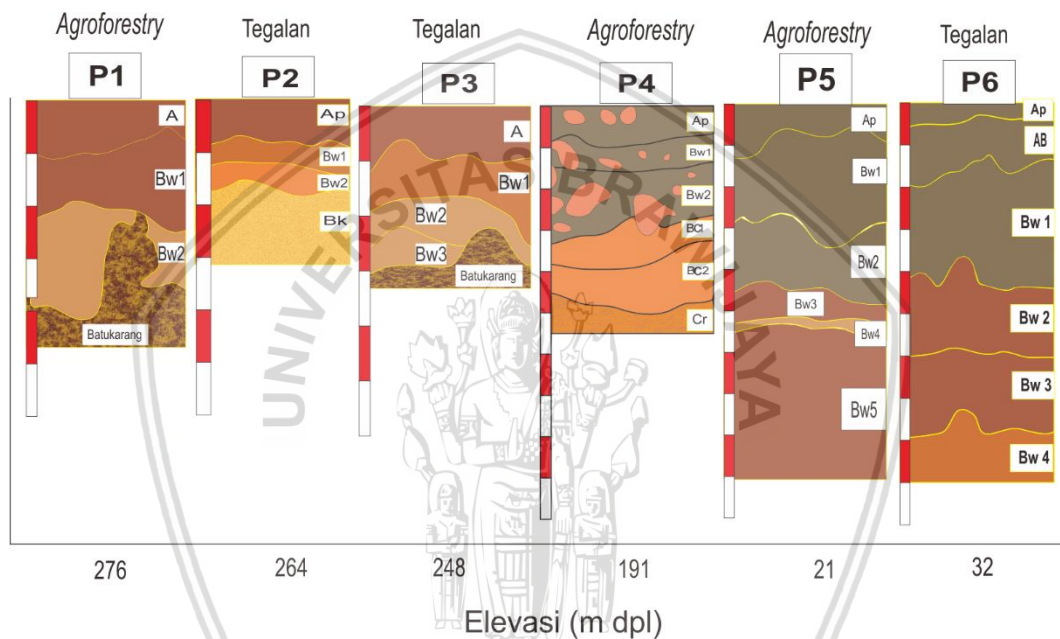 Agroforestry
P1
Tegalan
P2
Tegalan
P3
Agroforestry
P4
Agroforestry
P5
Tegalan
P6
A
Bw1
Bw2
Batukarang
Ap
Bw1
Bw2
Bk
A
Bw1
Bw2
Bw3
Batukarang
Ap
Bw1
Bw2
BC1
BC2
Cr
Ap
Bw1
Bw2
Bw3
Bw4
Bw5
Ap
AB
Bw 1
Bw 2
Bw 3
Bw 4
UNIVERSITAS BRAWIJAYA
276
264
248
191
21
32
Elevasi (m dpl)